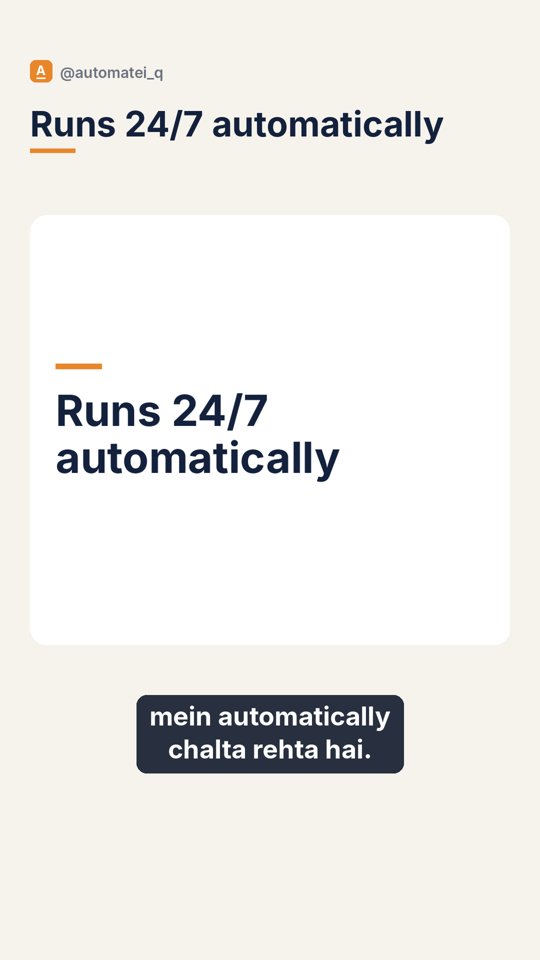 A
@automatei_q
Runs 24/7 automatically
Runs 24/7
automatically
mein automatically
chalta rehta hai.